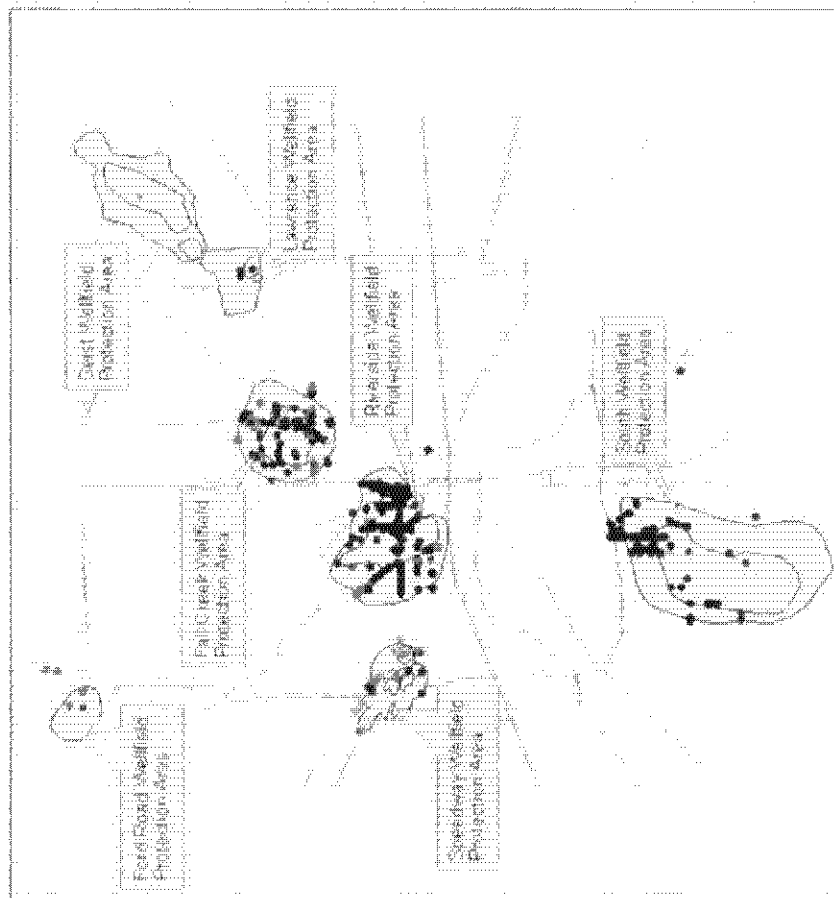 Geist Wellfield
Protection Area
Lawrence Wellfield
Protection Area
Riverside Wellfield
Protection Area
South Wellfield
Protection Area
Fall Creek Wellfield
Protection Area
Ford Road Wellfield
Protection Area
Speedway Wellfield
Protection Area